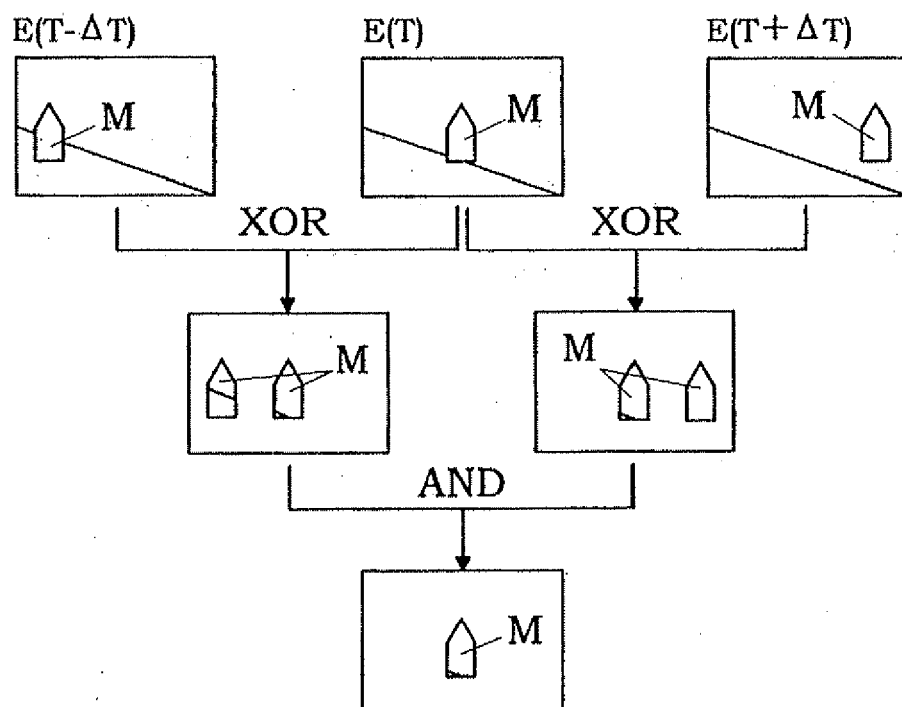 E(T-ΔT) E(T) E(T+ΔT)
M M M
XOR XOR
M M
AND
M